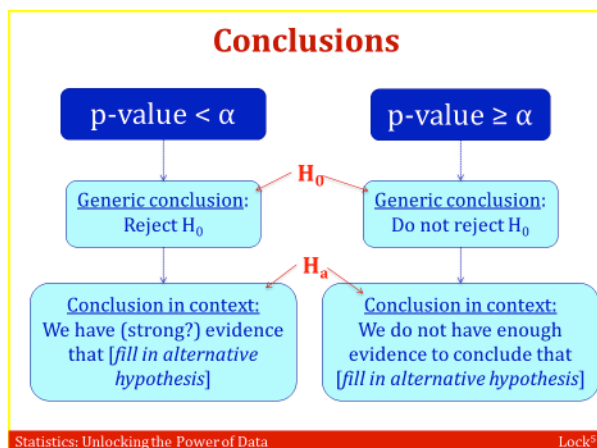 Conclusions
p-value < α
p-value ≥ α
H₀
Generic conclusion:
Reject H₀
Generic conclusion:
Do not reject H₀
Hₐ
Conclusion in context:
We have (strong?) evidence
that [fill in alternative
hypothesis]
Conclusion in context:
We do not have enough
evidence to conclude that
[fill in alternative hypothesis]
Statistics: Unlocking the Power of Data
Lock⁵